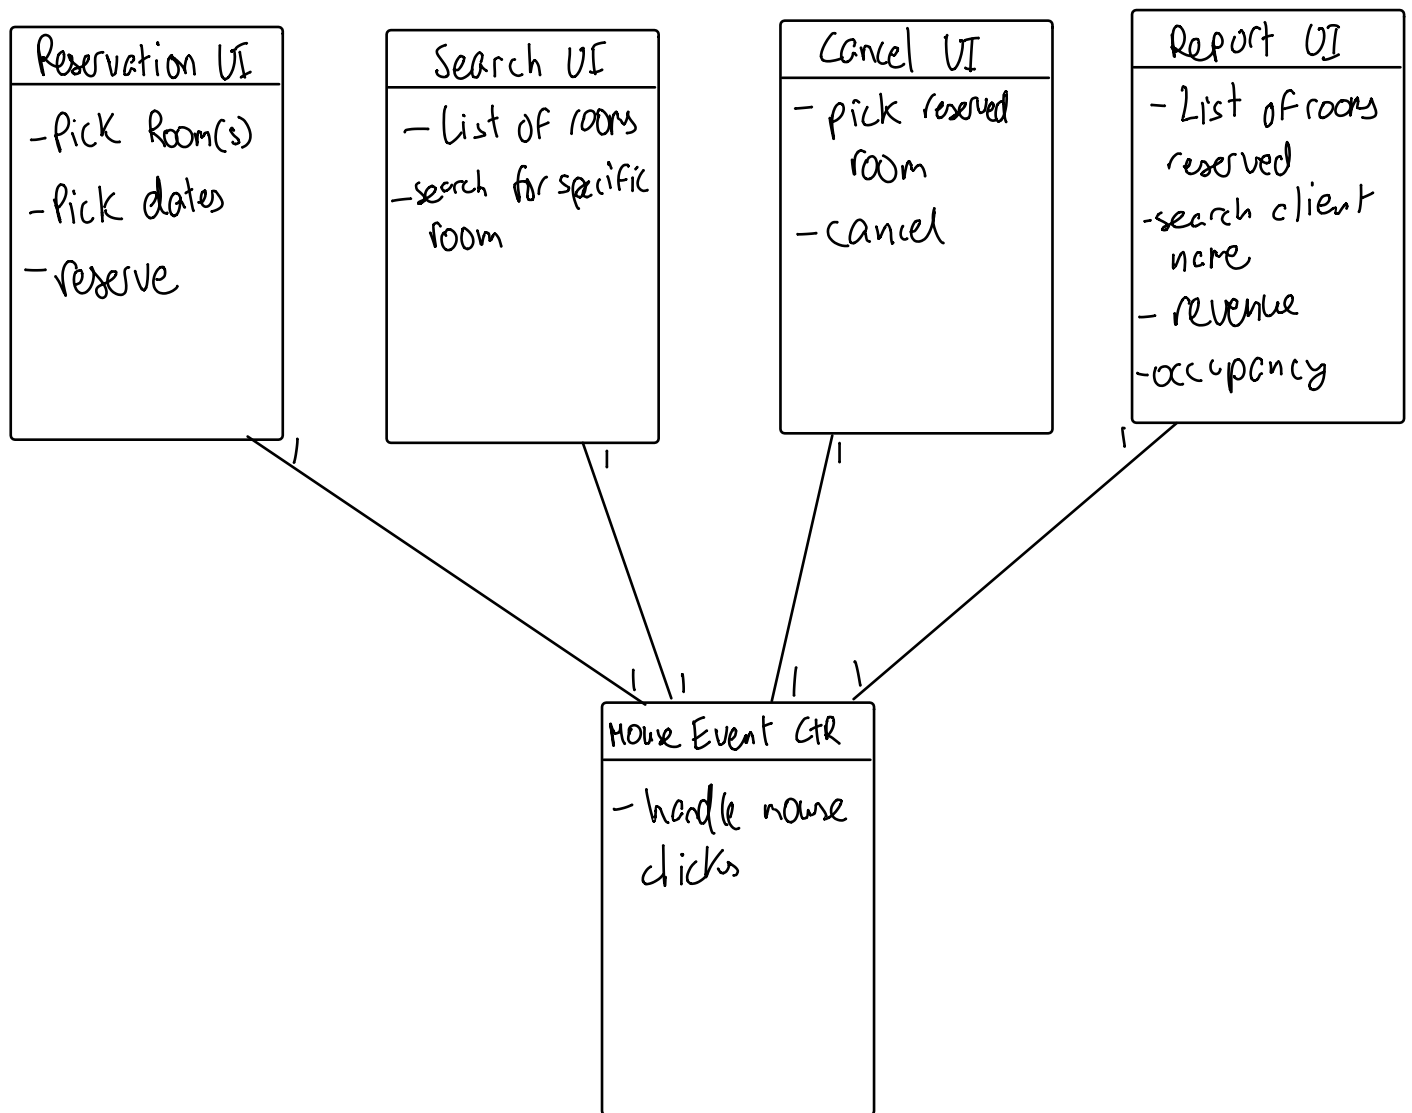 Reservation UI
- Pick Room(s)
- Pick dates
- reserve
Search UI
- List of rooms
- search for specific
room
Cancel UI
- pick reserved
room
- cancel
Report UI
- List of rooms
reserved
- search client
name
- revenue
- occupancy
1
1
1
1
1
1
1
1
Mouse Event CtR
- handle mouse
clicks